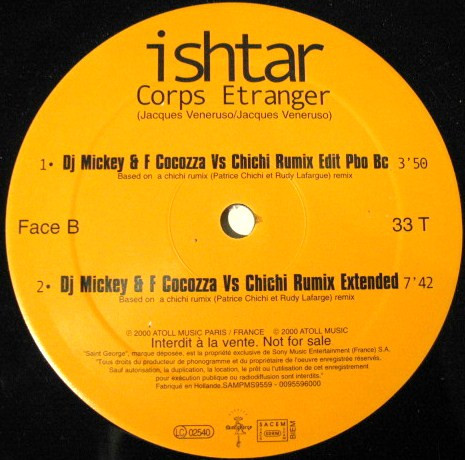 ishtar
Corps Etranger
(Jacques Veneruso/Jacques Veneruso)
1• Dj Mickey & F Cocozza Vs Chichi Rumix Edit Pbo Bc 3'50
Based on a chichi rumix (Patrice Chichi et Rudy Lafargue) remix
Face B
33 T
2• Dj Mickey & F Cocozza Vs Chichi Rumix Extended 7'42
Based on a chichi rumix (Patrice Chichi et Rudy Lafarge) remix
℗ 2000 ATOLL MUSIC PARIS / FRANCE © 2000 ATOLL MUSIC
Interdit à la vente. Not for sale
"Saint George", marque déposée, est la propriété exclusive de Sony Music Entertainment (France) S.A.
"Tous droits du producteur de phonogramme et du propriétaire de l'oeuvre enregistrée réservés.
Sauf autorisation, la duplication, la location, le prêt ou l'utilisation de cet enregistrement
pour exécution publique ou radiodiffusion sont interdits."
Fabriqué en Hollande.SAMPMS9559 - 0095596000
LC 02540
SACEM
BIEM